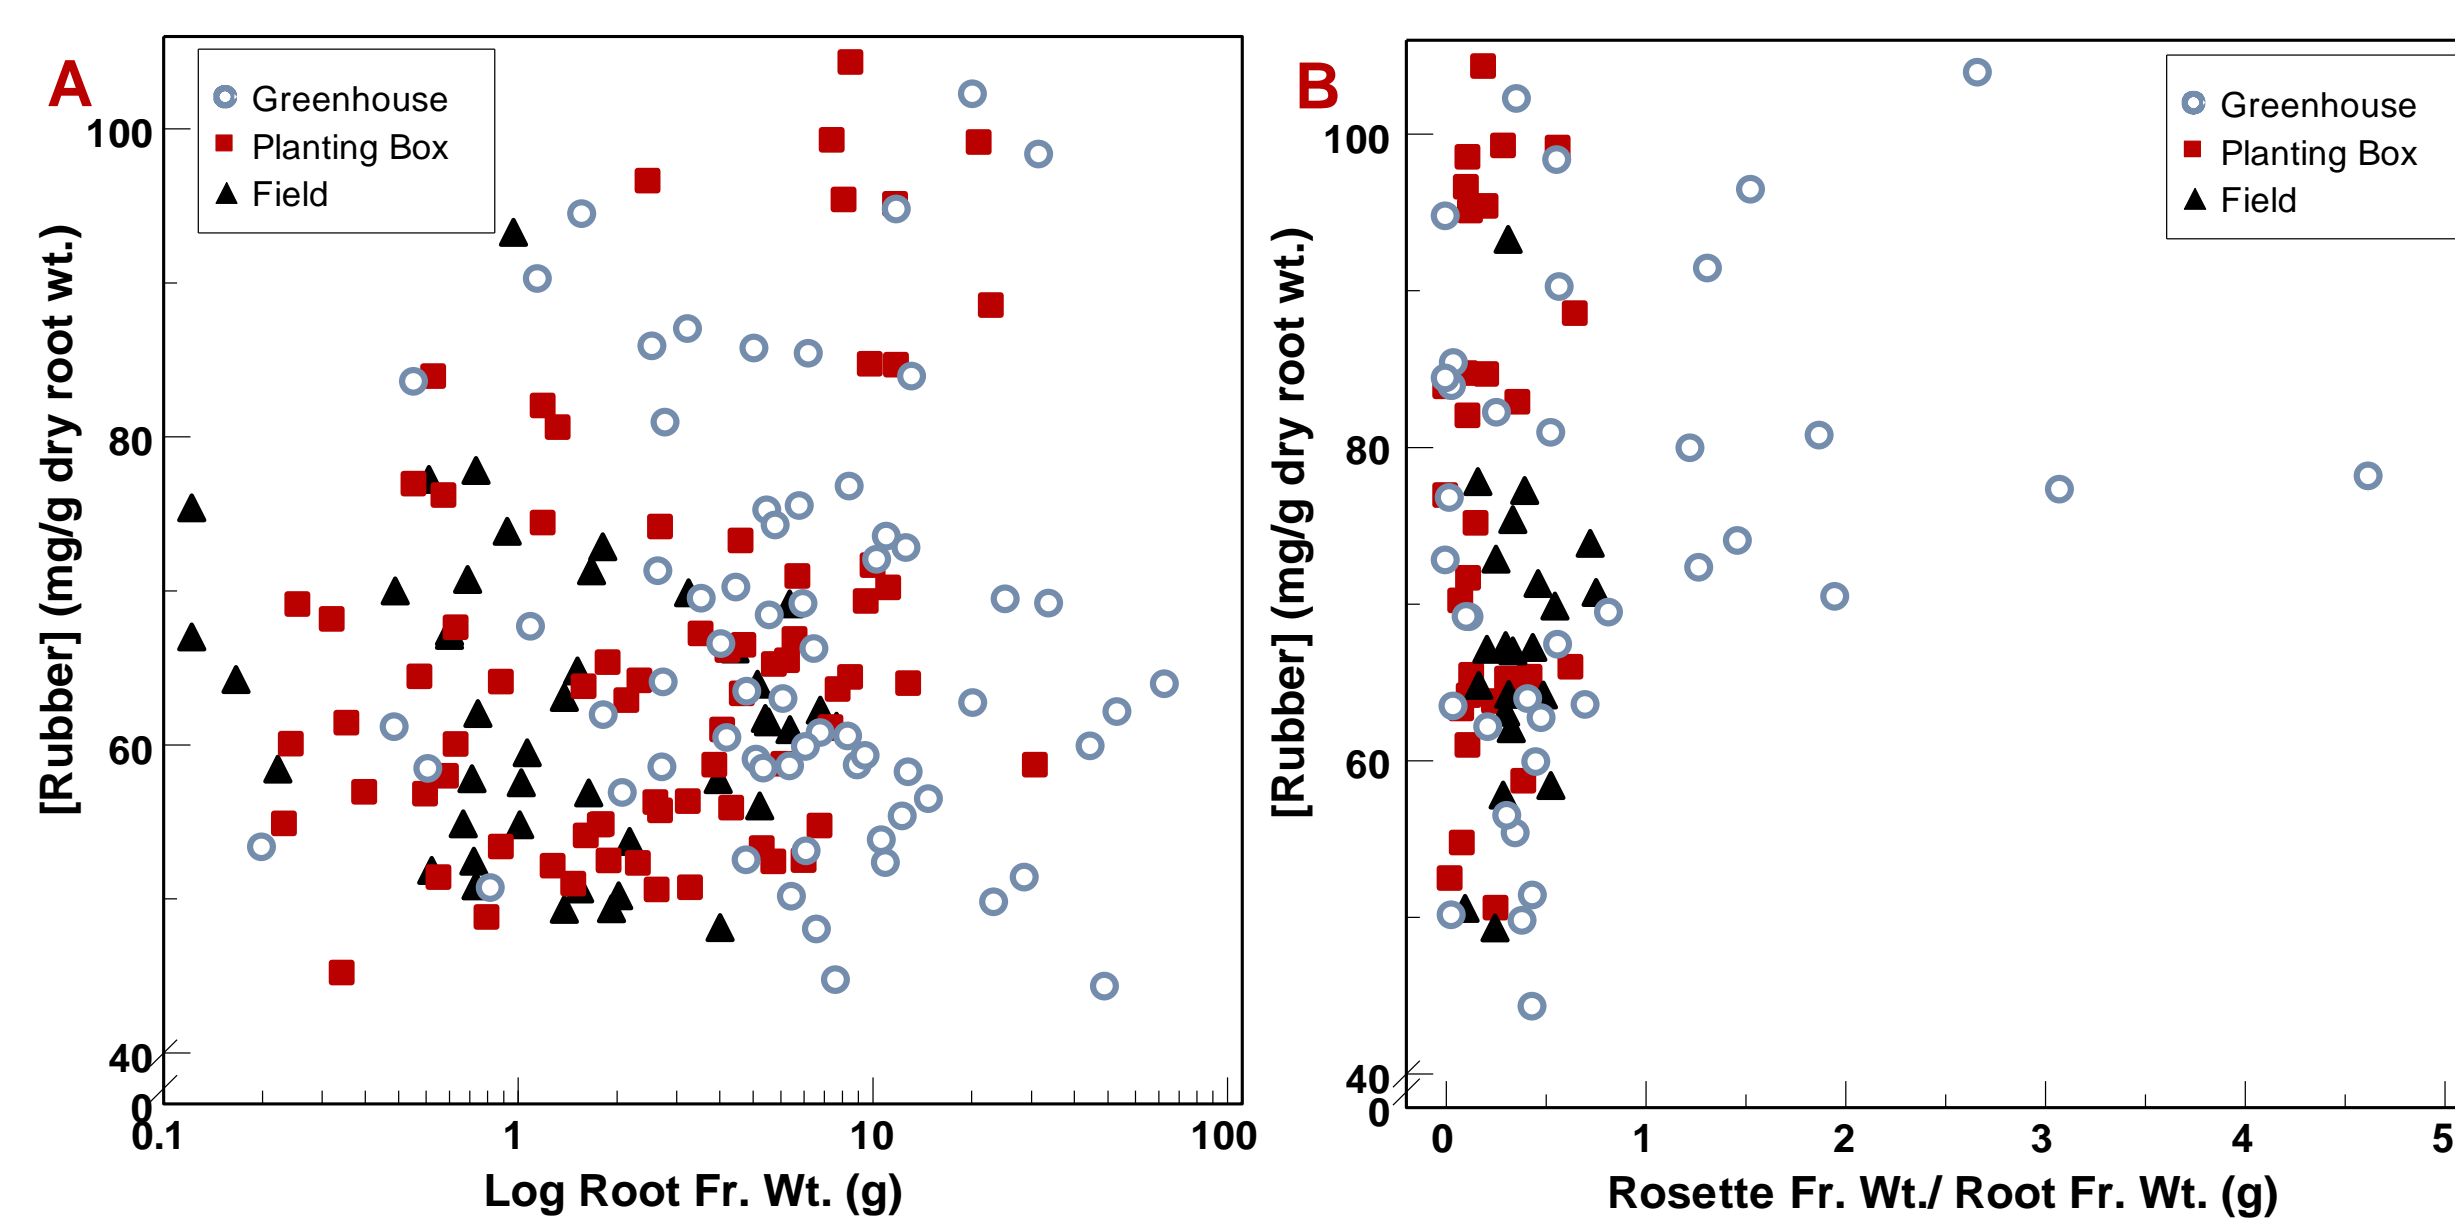 A
Greenhouse
Planting Box
Field
[Rubber] (mg/g dry root wt.)
100
80
60
40
0
0.1
1
10
100
Log Root Fr. Wt. (g)
B
Greenhouse
Planting Box
Field
[Rubber] (mg/g dry root wt.)
100
80
60
40
0
0
1
2
3
4
5
Rosette Fr. Wt./ Root Fr. Wt. (g)